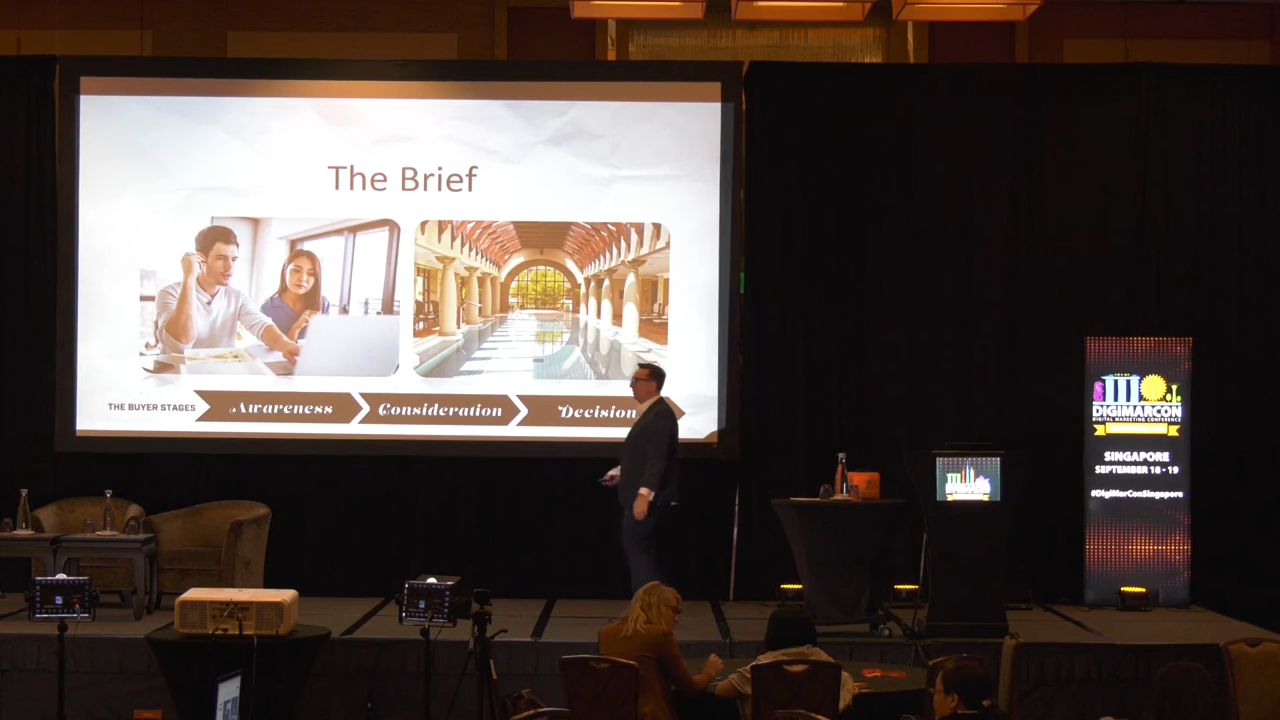 The Brief
THE BUYER STAGES
Awareness
Consideration
Decision
DIGIMARCON
DIGITAL MARKETING CONFERENCE
SINGAPORE
SEPTEMBER 18 - 19
#DigiMarConSingapore